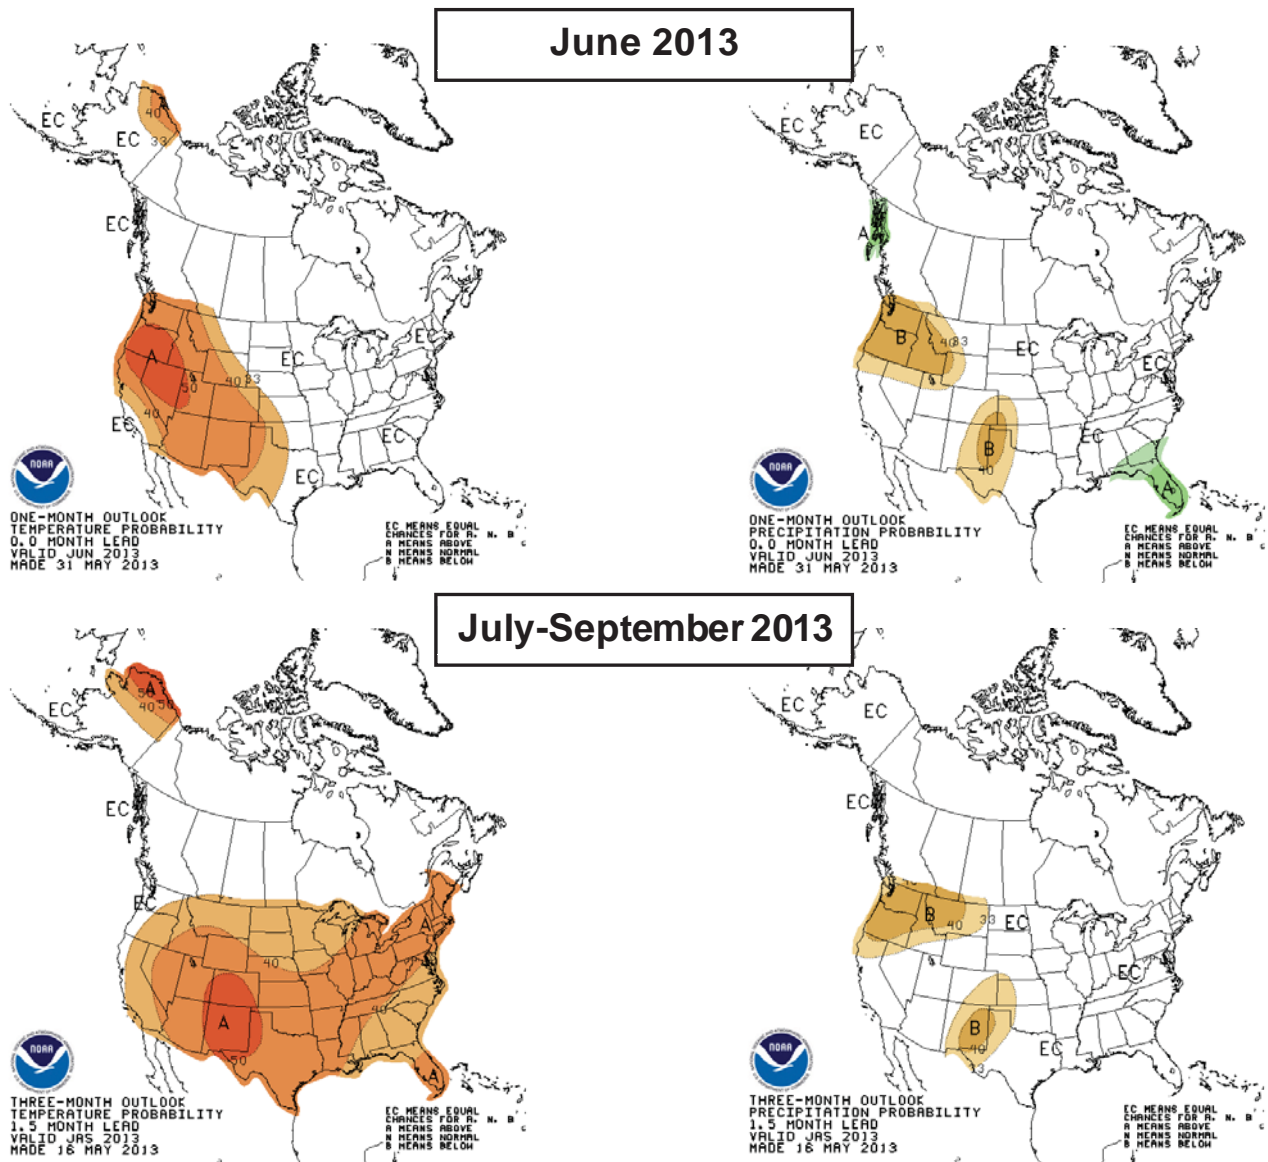 June 2013
A
40
33
EC
EC
EC
A
50
40
33
40
EC
EC
EC
EC
EC
NOAA
ONE-MONTH OUTLOOK
TEMPERATURE PROBABILITY
0.0 MONTH LEAD
VALID JUN 2013
MADE 31 MAY 2013
EC MEANS EQUAL
CHANCES FOR A, N, B
A MEANS ABOVE
N MEANS NORMAL
B MEANS BELOW
EC
EC
A
B
40
33
EC
EC
EC
B
40
A
NOAA
ONE-MONTH OUTLOOK
PRECIPITATION PROBABILITY
0.0 MONTH LEAD
VALID JUN 2013
MADE 31 MAY 2013
EC MEANS EQUAL
CHANCES FOR A, N, B
A MEANS ABOVE
N MEANS NORMAL
B MEANS BELOW
July-September 2013
EC
A
50
40
50
EC
EC
A
40
40
A
50
A
NOAA
THREE-MONTH OUTLOOK
TEMPERATURE PROBABILITY
1.5 MONTH LEAD
VALID JAS 2013
MADE 16 MAY 2013
EC MEANS EQUAL
CHANCES FOR A, N, B
A MEANS ABOVE
N MEANS NORMAL
B MEANS BELOW
EC
EC
EC
B
40
33
EC
EC
B
40
33
EC
NOAA
THREE-MONTH OUTLOOK
PRECIPITATION PROBABILITY
1.5 MONTH LEAD
VALID JAS 2013
MADE 16 MAY 2013
EC MEANS EQUAL
CHANCES FOR A, N, B
A MEANS ABOVE
N MEANS NORMAL
B MEANS BELOW